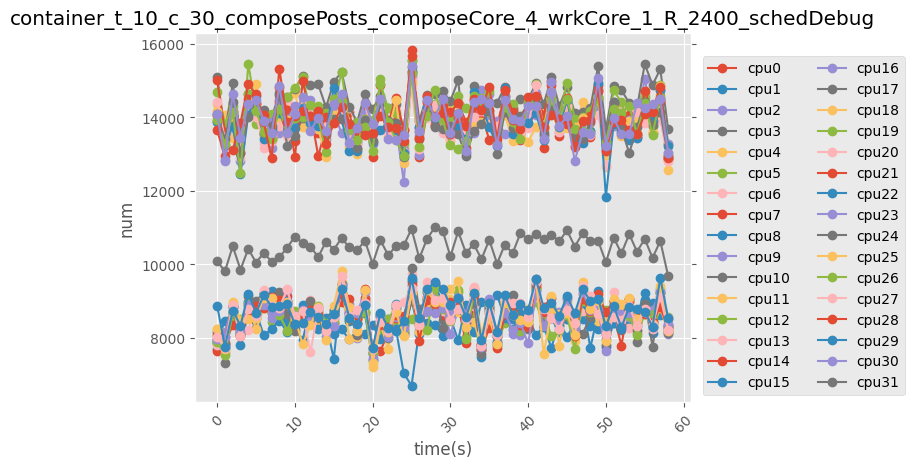 container_t_10_c_30_composePosts_composeCore_4_wrkCore_1_R_2400_schedDebug
16000
14000
12000
10000
8000
num
0
10
20
30
40
50
60
time(s)
cpu0
cpu1
cpu2
cpu3
cpu4
cpu5
cpu6
cpu7
cpu8
cpu9
cpu10
cpu11
cpu12
cpu13
cpu14
cpu15
cpu16
cpu17
cpu18
cpu19
cpu20
cpu21
cpu22
cpu23
cpu24
cpu25
cpu26
cpu27
cpu28
cpu29
cpu30
cpu31